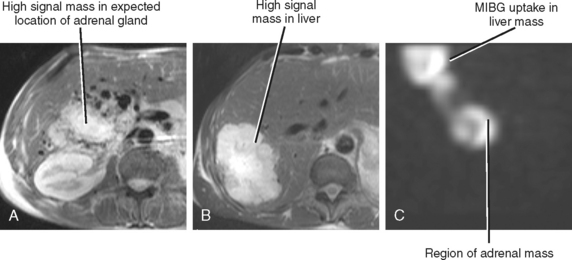 High signal mass in expected
location of adrenal gland
High signal
mass in liver
MIBG uptake in
liver mass
A
B
C
Region of adrenal mass